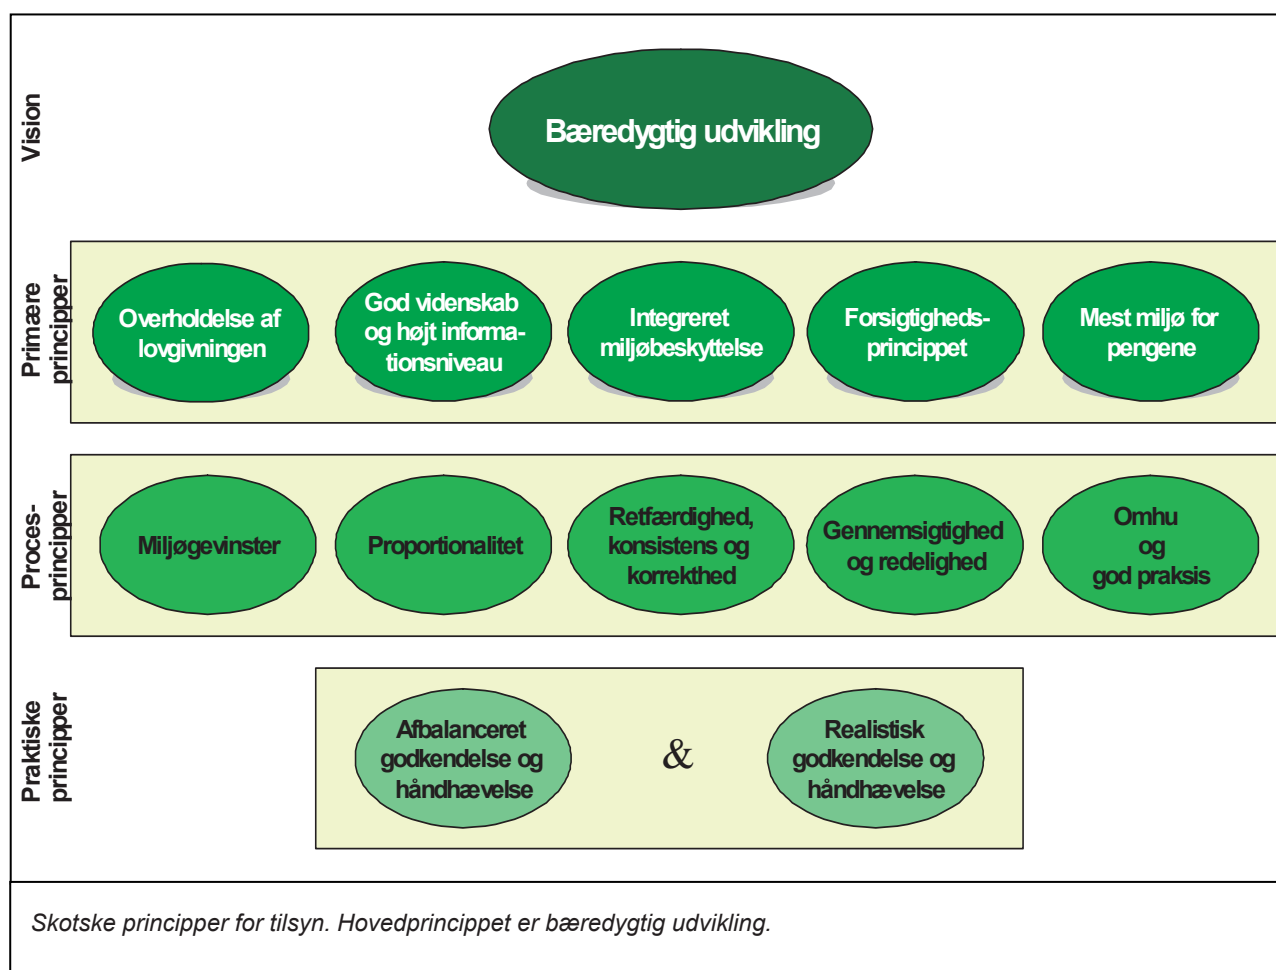 Vision
Bæredygtig udvikling
Primære
principper
Overholdelse af
lovgivningen
God videnskab
og højt informa-
tionsniveau
Integreret
miljøbeskyttelse
Forsigtigheds-
princippet
Mest miljø for
pengene
Proces-
principper
Miljøgevinster
Proportionalitet
Retfærdighed,
konsistens og
korrekthed
Gennemsigtighed
og redelighed
Omhu
og
god praksis
Praktiske
principper
Afbalanceret
godkendelse og
håndhævelse
&
Realistisk
godkendelse og
håndhævelse
Skotske principper for tilsyn. Hovedprincippet er bæredygtig udvikling.